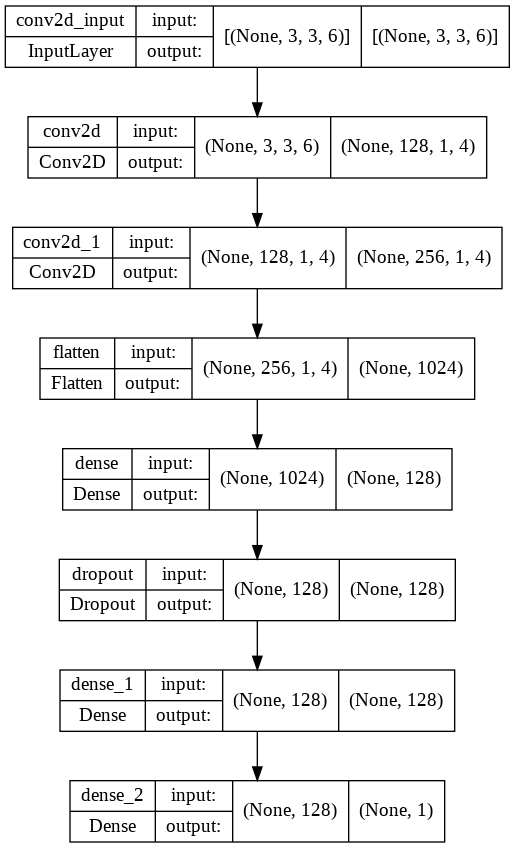 conv2d_input input: [(None, 3, 3, 6)] [(None, 3, 3, 6)]
InputLayer output:
conv2d input: (None, 3, 3, 6) (None, 128, 1, 4)
Conv2D output:
conv2d_1 input: (None, 128, 1, 4) (None, 256, 1, 4)
Conv2D output:
flatten input: (None, 256, 1, 4) (None, 1024)
Flatten output:
dense input: (None, 1024) (None, 128)
Dense output:
dropout input: (None, 128) (None, 128)
Dropout output:
dense_1 input: (None, 128) (None, 128)
Dense output:
dense_2 input: (None, 128) (None, 1)
Dense output: